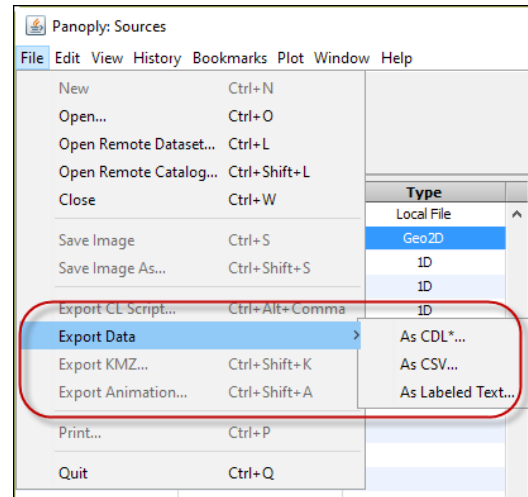 Panoply: Sources
File Edit View History Bookmarks Plot Window Help
New Ctrl+N
Open... Ctrl+O
Open Remote Dataset... Ctrl+L
Open Remote Catalog... Ctrl+Shift+L
Close Ctrl+W
Type
Local File
Save Image Ctrl+S
Geo2D
Save Image As... Ctrl+Shift+S
1D
1D
Export CL Script... Ctrl+Alt+Comma
1D
Export Data > As CDL*...
Export KMZ... Ctrl+Shift+K As CSV...
Export Animation... Ctrl+Shift+A As Labeled Text...
Print... Ctrl+P
Quit Ctrl+Q